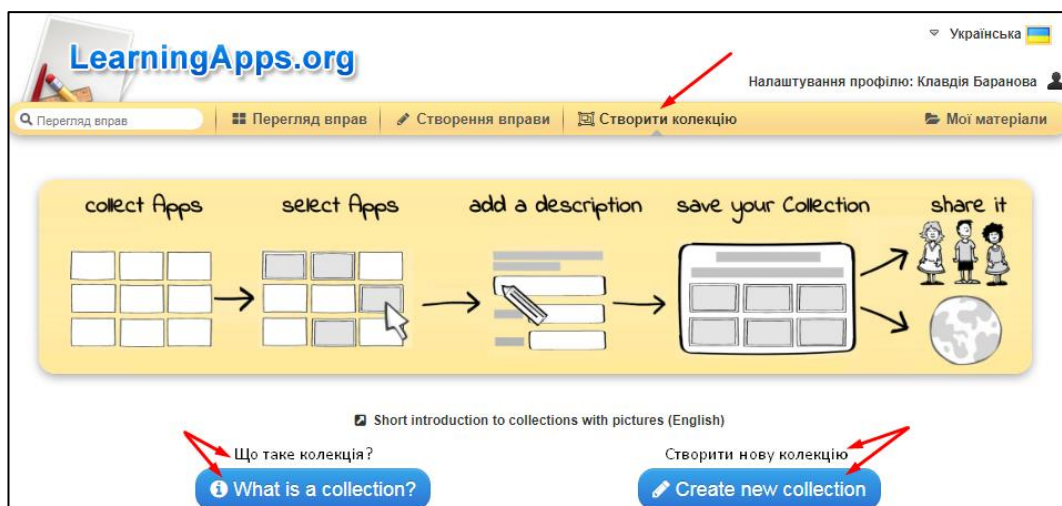 Українська
LearningApps.org
Налаштування профілю: Клавдія Баранова
Перегляд вправ
Перегляд вправ
Створення вправи
Створити колекцію
Мої матеріали
collect Apps
select Apps
add a description
save your Collection
share it
Short introduction to collections with pictures (English)
Що таке колекція?
Створити нову колекцію
What is a collection?
Create new collection